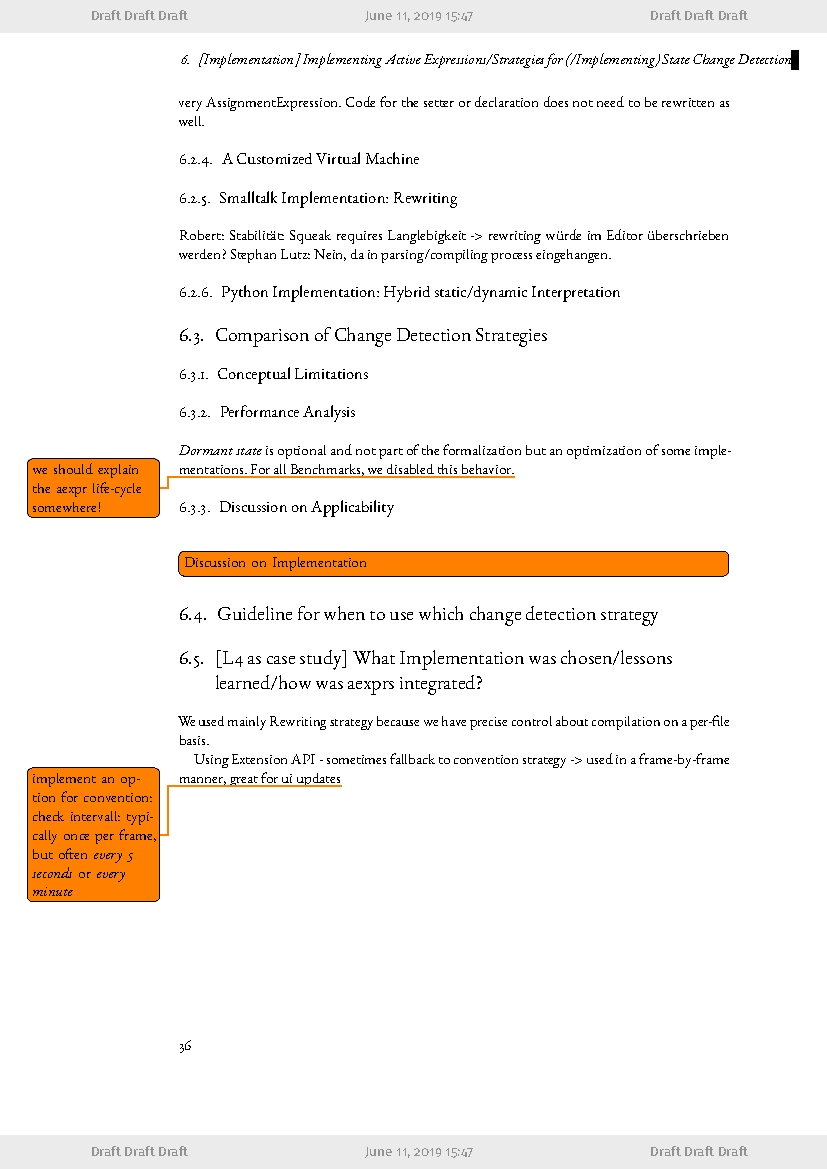 Draft Draft Draft June 11, 2019 15:47 Draft Draft Draft
6. [Implementation] Implementing Active Expressions/Strategies for (/Implementing) State Change Detection
very AssignmentExpression. Code for the setter or declaration does not need to be rewritten as
well.
6.2.4. A Customized Virtual Machine
6.2.5. Smalltalk Implementation: Rewriting
Robert: Stabilität: Squeak requires Langlebigkeit -> rewriting würde im Editor überschrieben
werden? Stephan Lutz: Nein, da in parsing/compiling process eingehangen.
6.2.6. Python Implementation: Hybrid static/dynamic Interpretation
6.3. Comparison of Change Detection Strategies
6.3.1. Conceptual Limitations
6.3.2. Performance Analysis
Dormant state is optional and not part of the formalization but an optimization of some imple-
mentations. For all Benchmarks, we disabled this behavior.
we should explain
the aexpr life-cycle
somewhere!
6.3.3. Discussion on Applicability
Discussion on Implementation
6.4. Guideline for when to use which change detection strategy
6.5. [L4 as case study] What Implementation was chosen/lessons
learned/how was aexprs integrated?
We used mainly Rewriting strategy because we have precise control about compilation on a per-file
basis.
Using Extension API - sometimes fallback to convention strategy -> used in a frame-by-frame
manner, great for ui updates
implement an op-
tion for convention:
check intervall: typi-
cally once per frame,
but often every 5
seconds or every
minute
36
Draft Draft Draft June 11, 2019 15:47 Draft Draft Draft